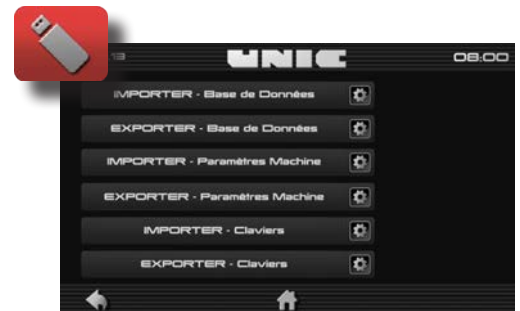 13 UNIC 08:00
IMPORTER - Base de Données
EXPORTER - Base de Données
IMPORTER - Paramètres Machine
EXPORTER - Paramètres Machine
IMPORTER - Claviers
EXPORTER - Claviers